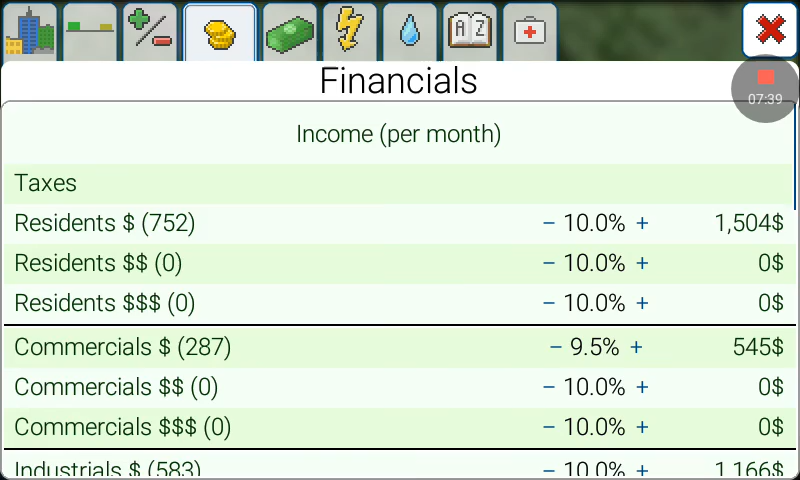 A Z
Financials
07:39
Income (per month)
Taxes
Residents $ (752) − 10.0% + 1,504$
Residents $$ (0) − 10.0% + 0$
Residents $$$ (0) − 10.0% + 0$
Commercials $ (287) − 9.5% + 545$
Commercials $$ (0) − 10.0% + 0$
Commercials $$$ (0) − 10.0% + 0$
Industrials $ (583) − 10.0% + 1,166$